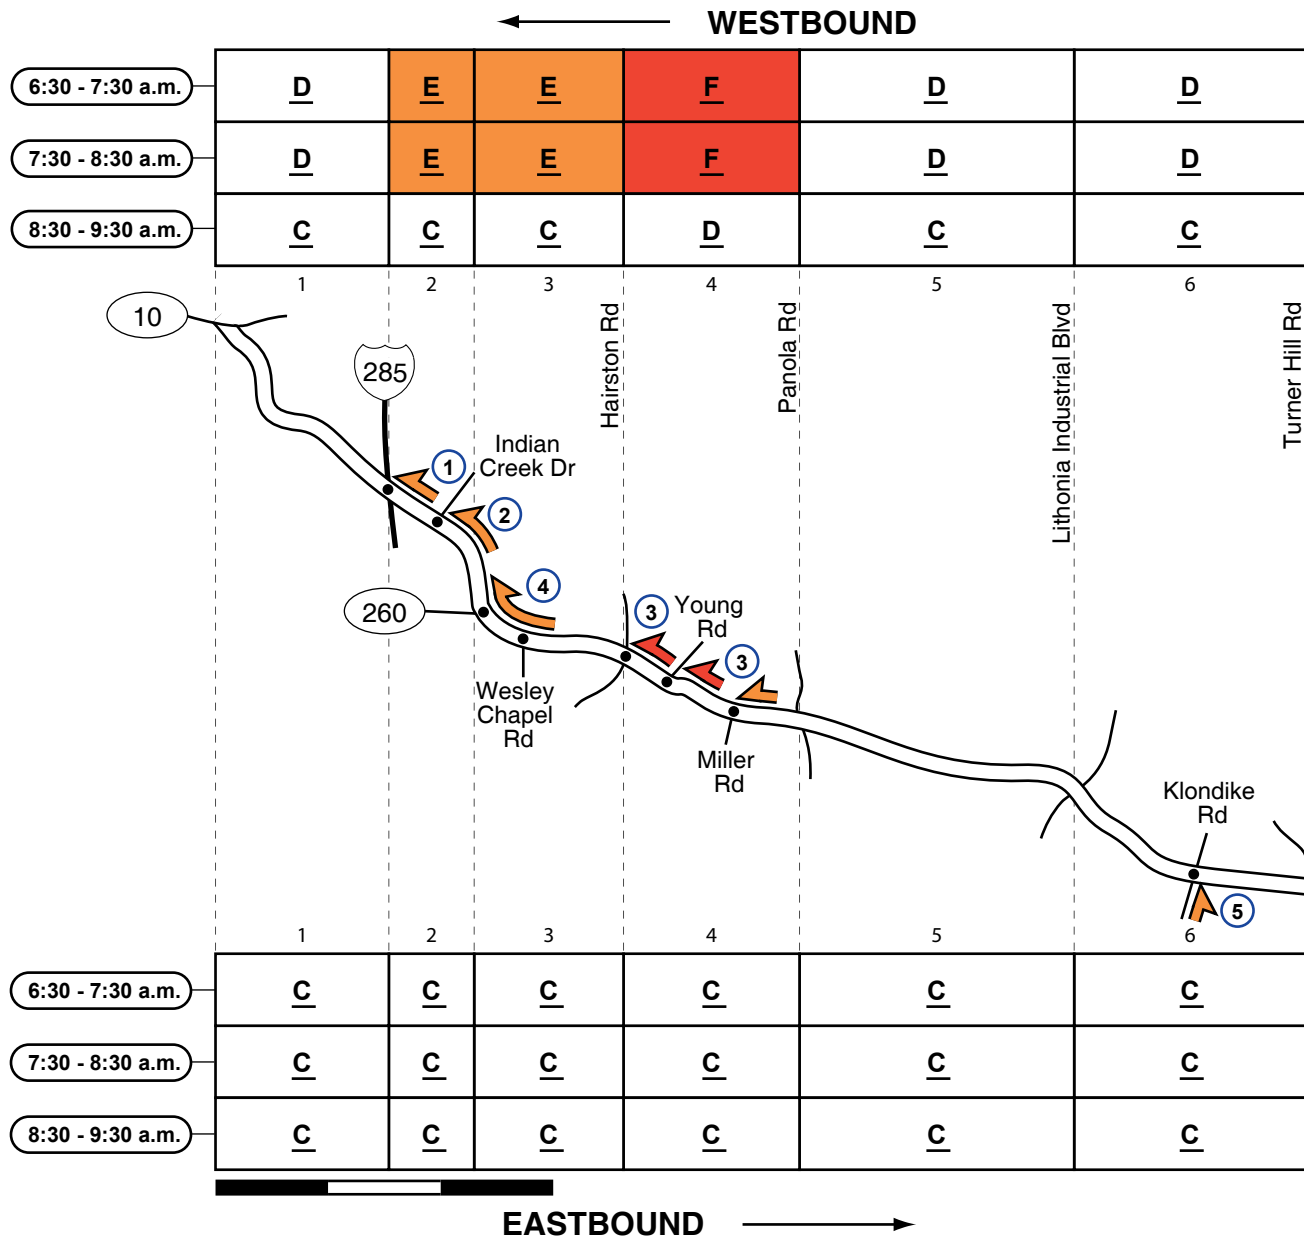 WESTBOUND
6:30 - 7:30 a.m. D E E F D D
7:30 - 8:30 a.m. D E E F D D
8:30 - 9:30 a.m. C C C D C C
1 2 3 4 5 6
10
285
Hairston Rd
Panola Rd
Lithonia Industrial Blvd
Turner Hill Rd
Indian
Creek Dr
1
2
4
260
3
Young
Rd
3
Wesley
Chapel
Rd
Miller
Rd
Klondike
Rd
5
1 2 3 4 5 6
6:30 - 7:30 a.m. C C C C C C
7:30 - 8:30 a.m. C C C C C C
8:30 - 9:30 a.m. C C C C C C
EASTBOUND